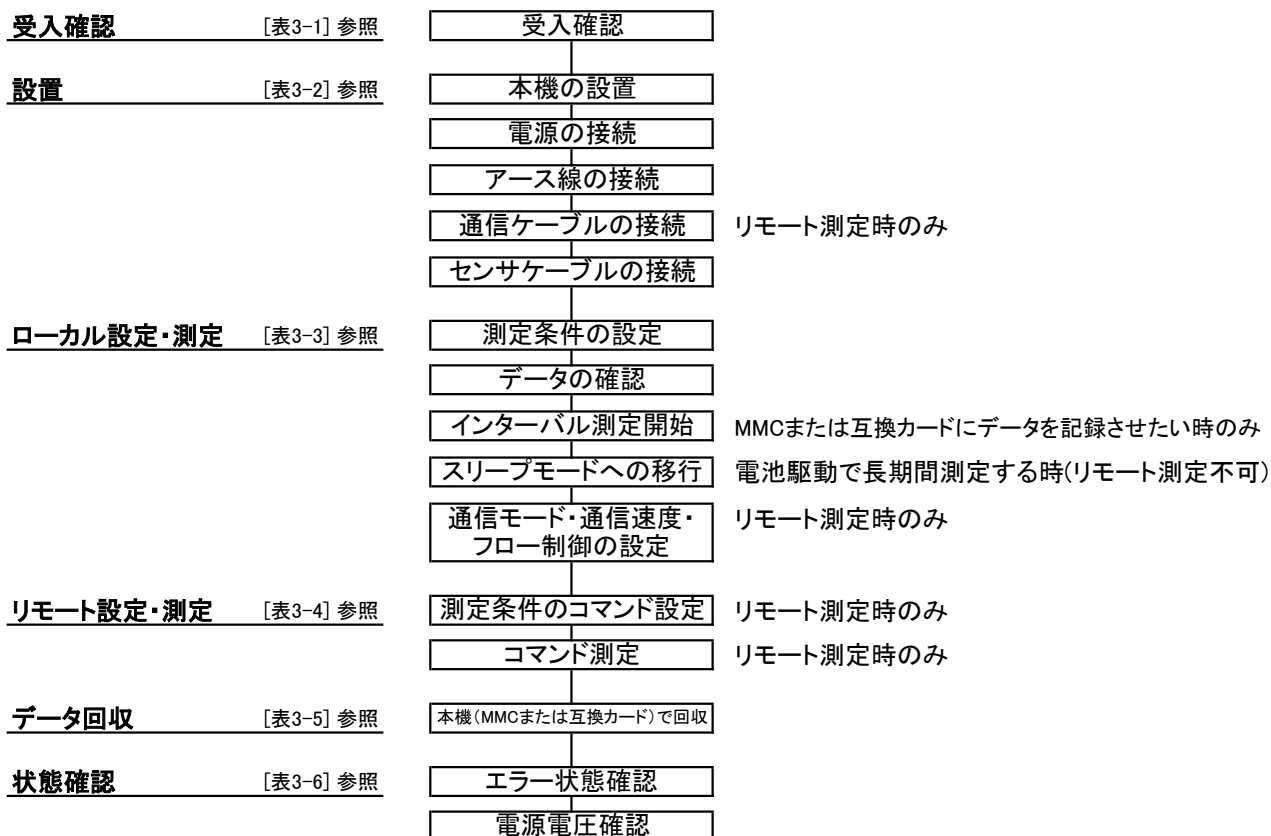 受入確認 [表3-1] 参照 受入確認
設置 [表3-2] 参照 本機の設置
電源の接続
アース線の接続
通信ケーブルの接続 リモート測定時のみ
センサケーブルの接続
ローカル設定・測定 [表3-3] 参照 測定条件の設定
データの確認
インターバル測定開始 MMCまたは互換カードにデータを記録させたい時のみ
スリープモードへの移行 電池駆動で長期間測定する時(リモート測定不可)
通信モード・通信速度・ リモート測定時のみ
フロー制御の設定
リモート設定・測定 [表3-4] 参照 測定条件のコマンド設定 リモート測定時のみ
コマンド測定 リモート測定時のみ
データ回収 [表3-5] 参照 本機(MMCまたは互換カード)で回収
状態確認 [表3-6] 参照 エラー状態確認
電源電圧確認